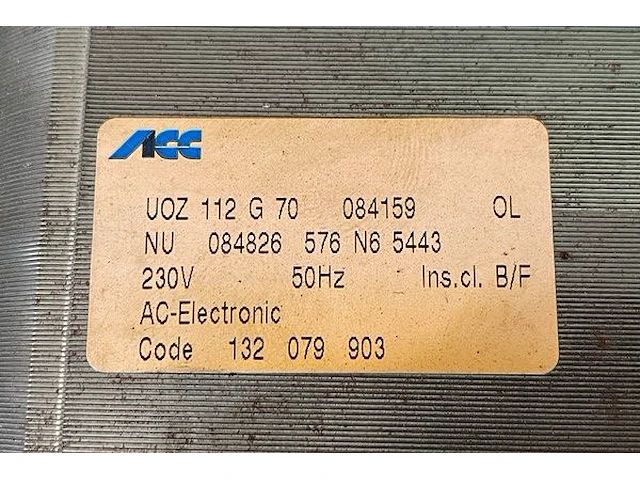 ACC
UOZ 112 G 70 084159 OL
NU 084826 576 N6 5443
230V 50Hz Ins.cl. B/F
AC-Electronic
Code 132 079 903